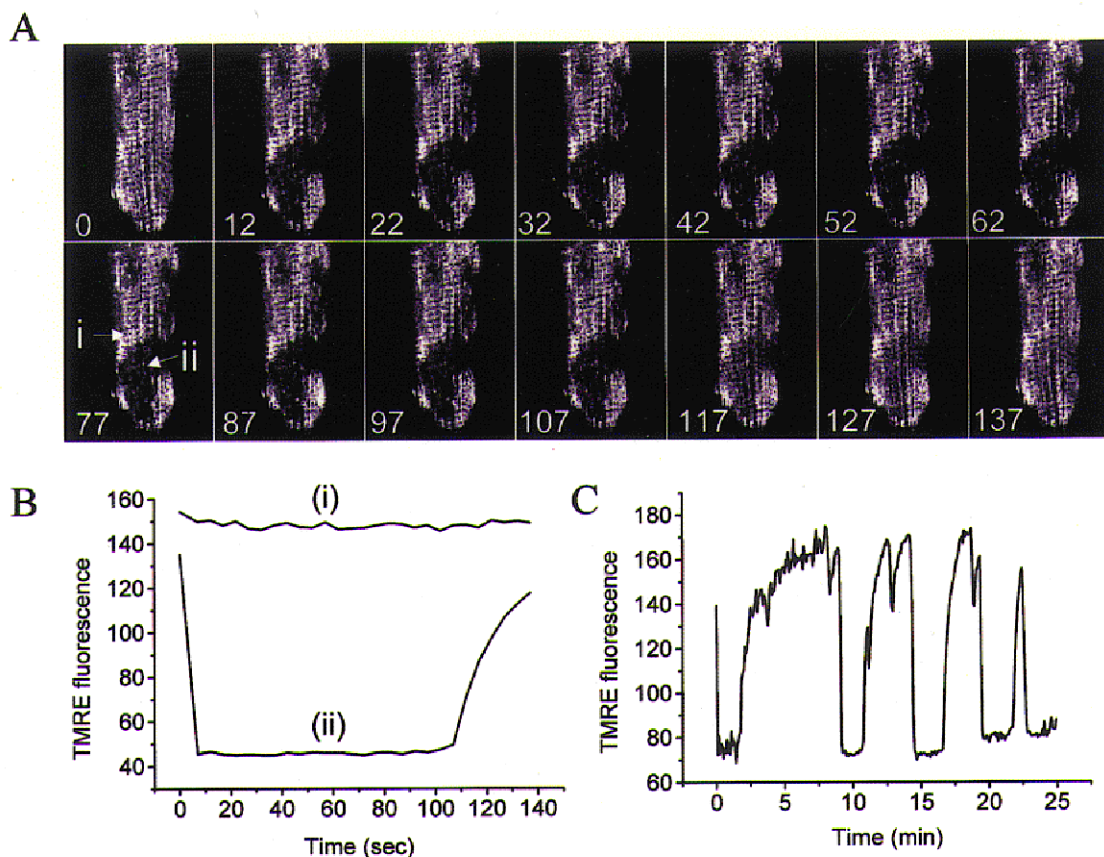 A
0 12 22 32 42 52 62
i
ii
77 87 97 107 117 127 137
B
(i)
(ii)
160
140
120
100
80
60
40
TMRE fluorescence
0 20 40 60 80 100 120 140
Time (sec)
C
180
160
140
120
100
80
60
TMRE fluorescence
0 5 10 15 20 25
Time (min)